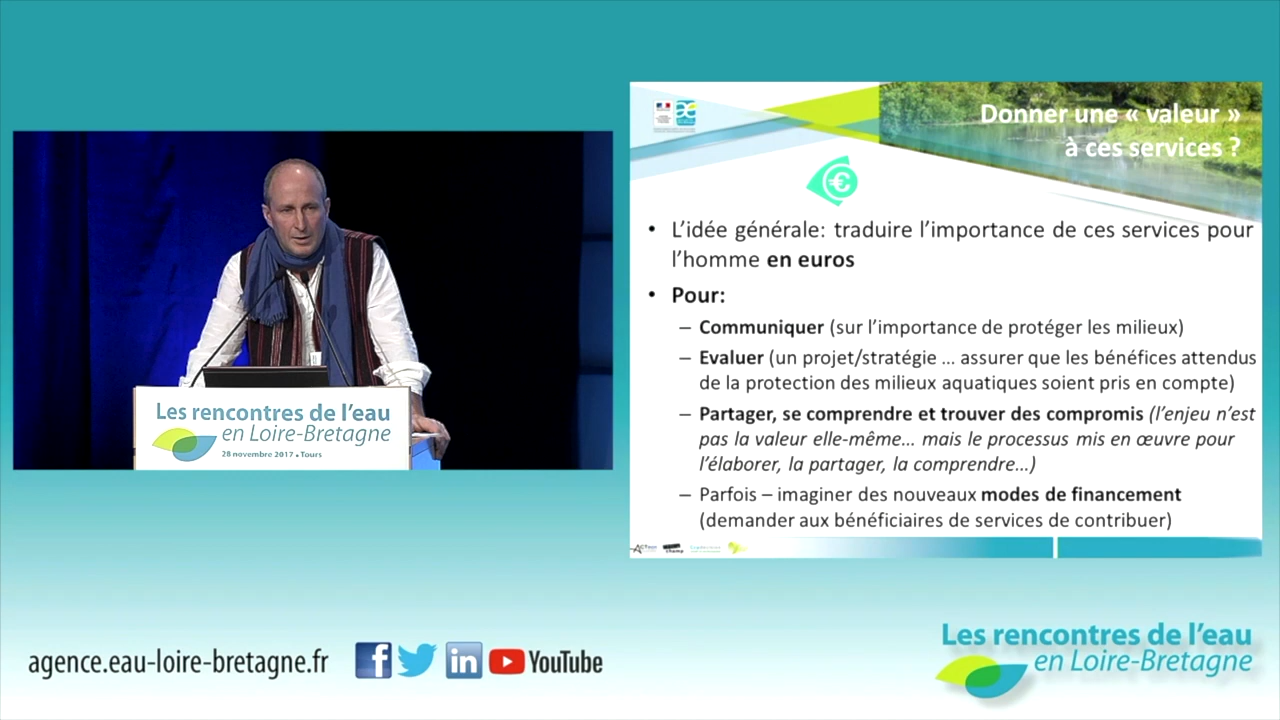 Donner une « valeur »
à ces services ?
€
• L’idée générale: traduire l’importance de ces services pour
l’homme en euros
• Pour:
– Communiquer (sur l’importance de protéger les milieux)
– Evaluer (un projet/stratégie ... assurer que les bénéfices attendus
de la protection des milieux aquatiques soient pris en compte)
– Partager, se comprendre et trouver des compromis (l’enjeu n’est
pas la valeur elle-même... mais le processus mis en œuvre pour
l’élaborer, la partager, la comprendre...)
– Parfois – imaginer des nouveaux modes de financement
(demander aux bénéficiaires de services de contribuer)
Les rencontres de l’eau
en Loire-Bretagne
28 novembre 2017 • Tours
agence.eau-loire-bretagne.fr
f
in
YouTube
Les rencontres de l’eau
en Loire-Bretagne